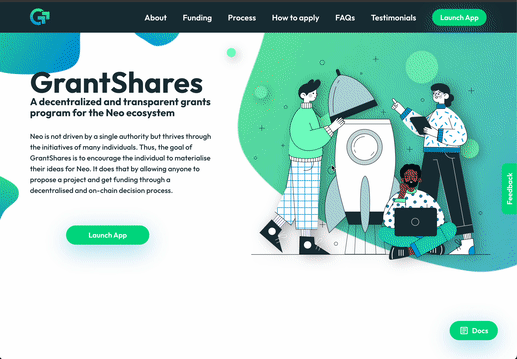 About Funding Process How to apply FAQs Testimonials Launch App
GrantShares
A decentralized and transparent grants
program for the Neo ecosystem
Neo is not driven by a single authority but thrives through
the initiatives of many individuals. Thus, the goal of
GrantShares is to encourage the individual to materialise
their ideas for Neo. It does that by allowing anyone to
propose a project and get funding through a
decentralised and on-chain decision process.
Launch App
Feedback
Docs